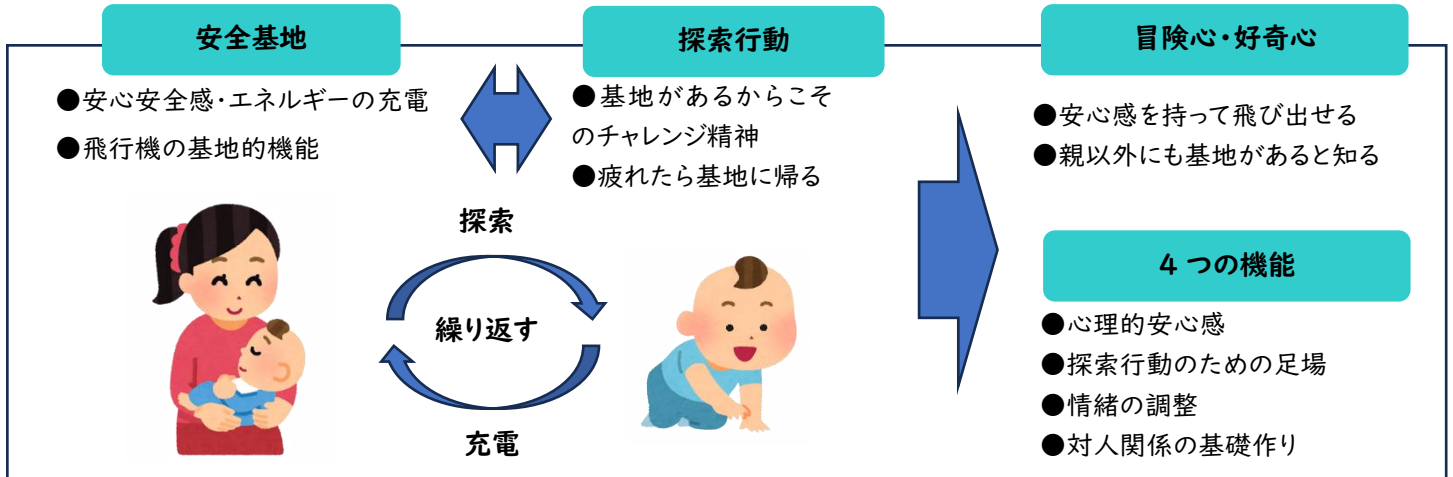 安全基地
●安心安全感・エネルギーの充電
●飛行機の基地的機能
探索行動
●基地があるからこそ
のチャレンジ精神
●疲れたら基地に帰る
探索
繰り返す
充電
冒険心・好奇心
●安心感を持って飛び出せる
●親以外にも基地があると知る
4つの機能
●心理的安心感
●探索行動のための足場
●情緒の調整
●対人関係の基礎作り